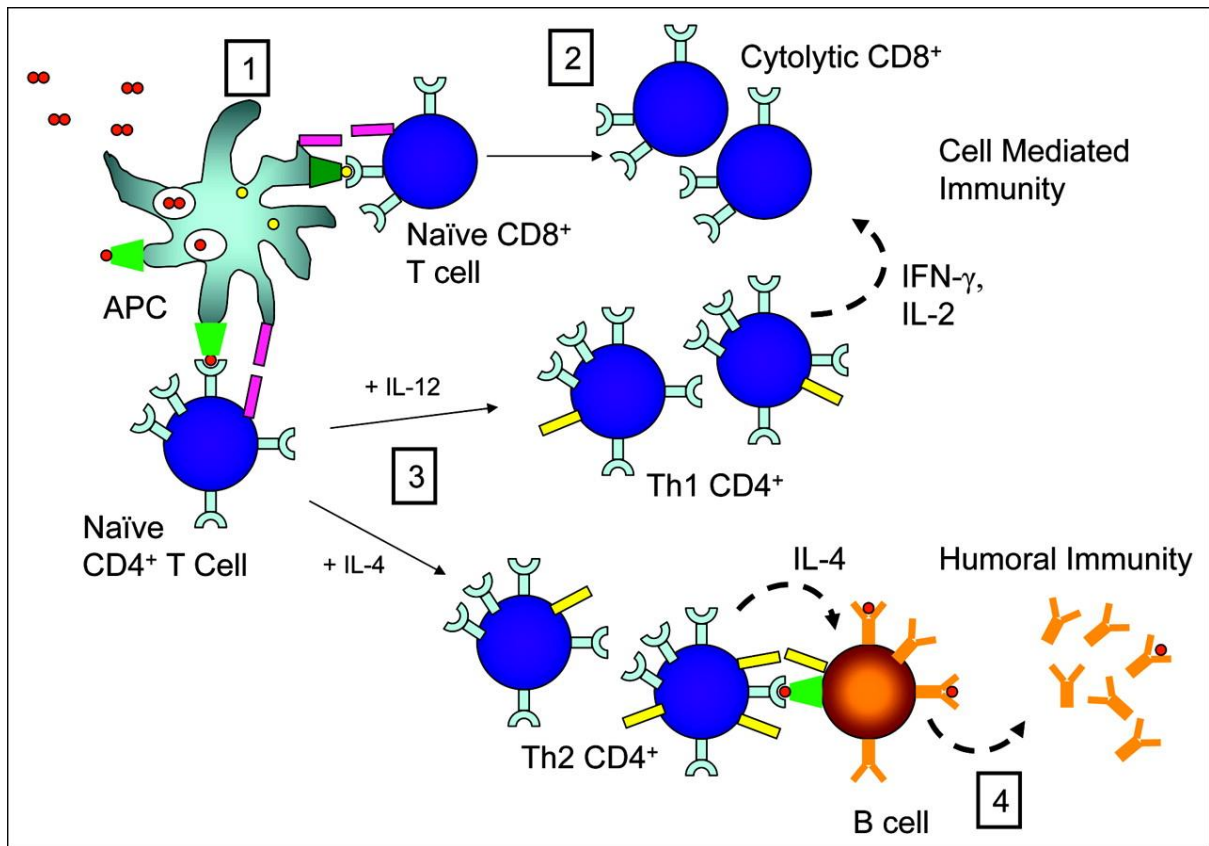 1
2
Cytolytic CD8⁺
Cell Mediated
Immunity
Naïve CD8⁺
T cell
APC
IFN-γ,
IL-2
+ IL-12
3
Th1 CD4⁺
Naïve
CD4⁺ T Cell
+ IL-4
IL-4
Humoral Immunity
Th2 CD4⁺
4
B cell